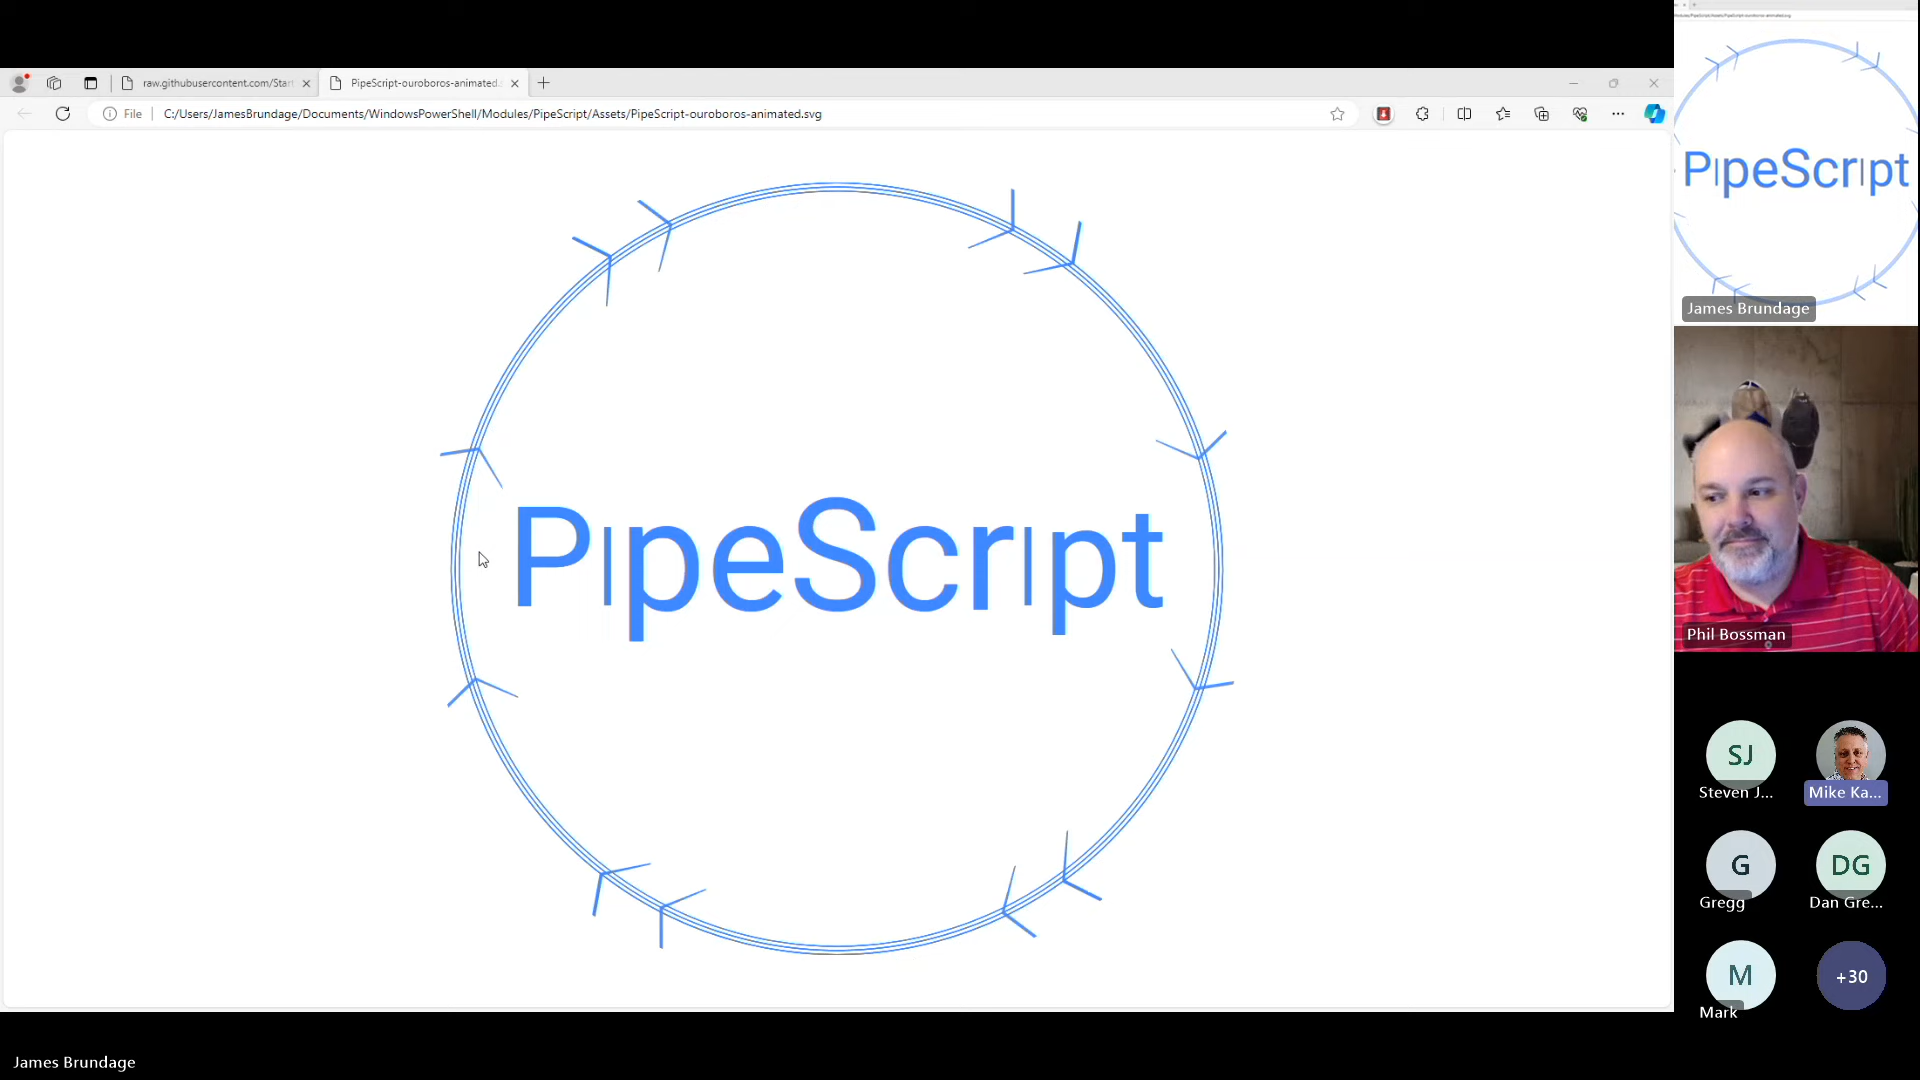 raw.githubusercontent.com/Star
PipeScript-ouroboros-animated.
File
C:/Users/JamesBrundage/Documents/WindowsPowerShell/Modules/PipeScript/Assets/PipeScript-ouroboros-animated.svg
PipeScript
PipeScript
James Brundage
Phil Bossman
SJ
Steven J...
Mike Ka...
G
Gregg
DG
Dan Gre...
M
Mark
+30
James Brundage